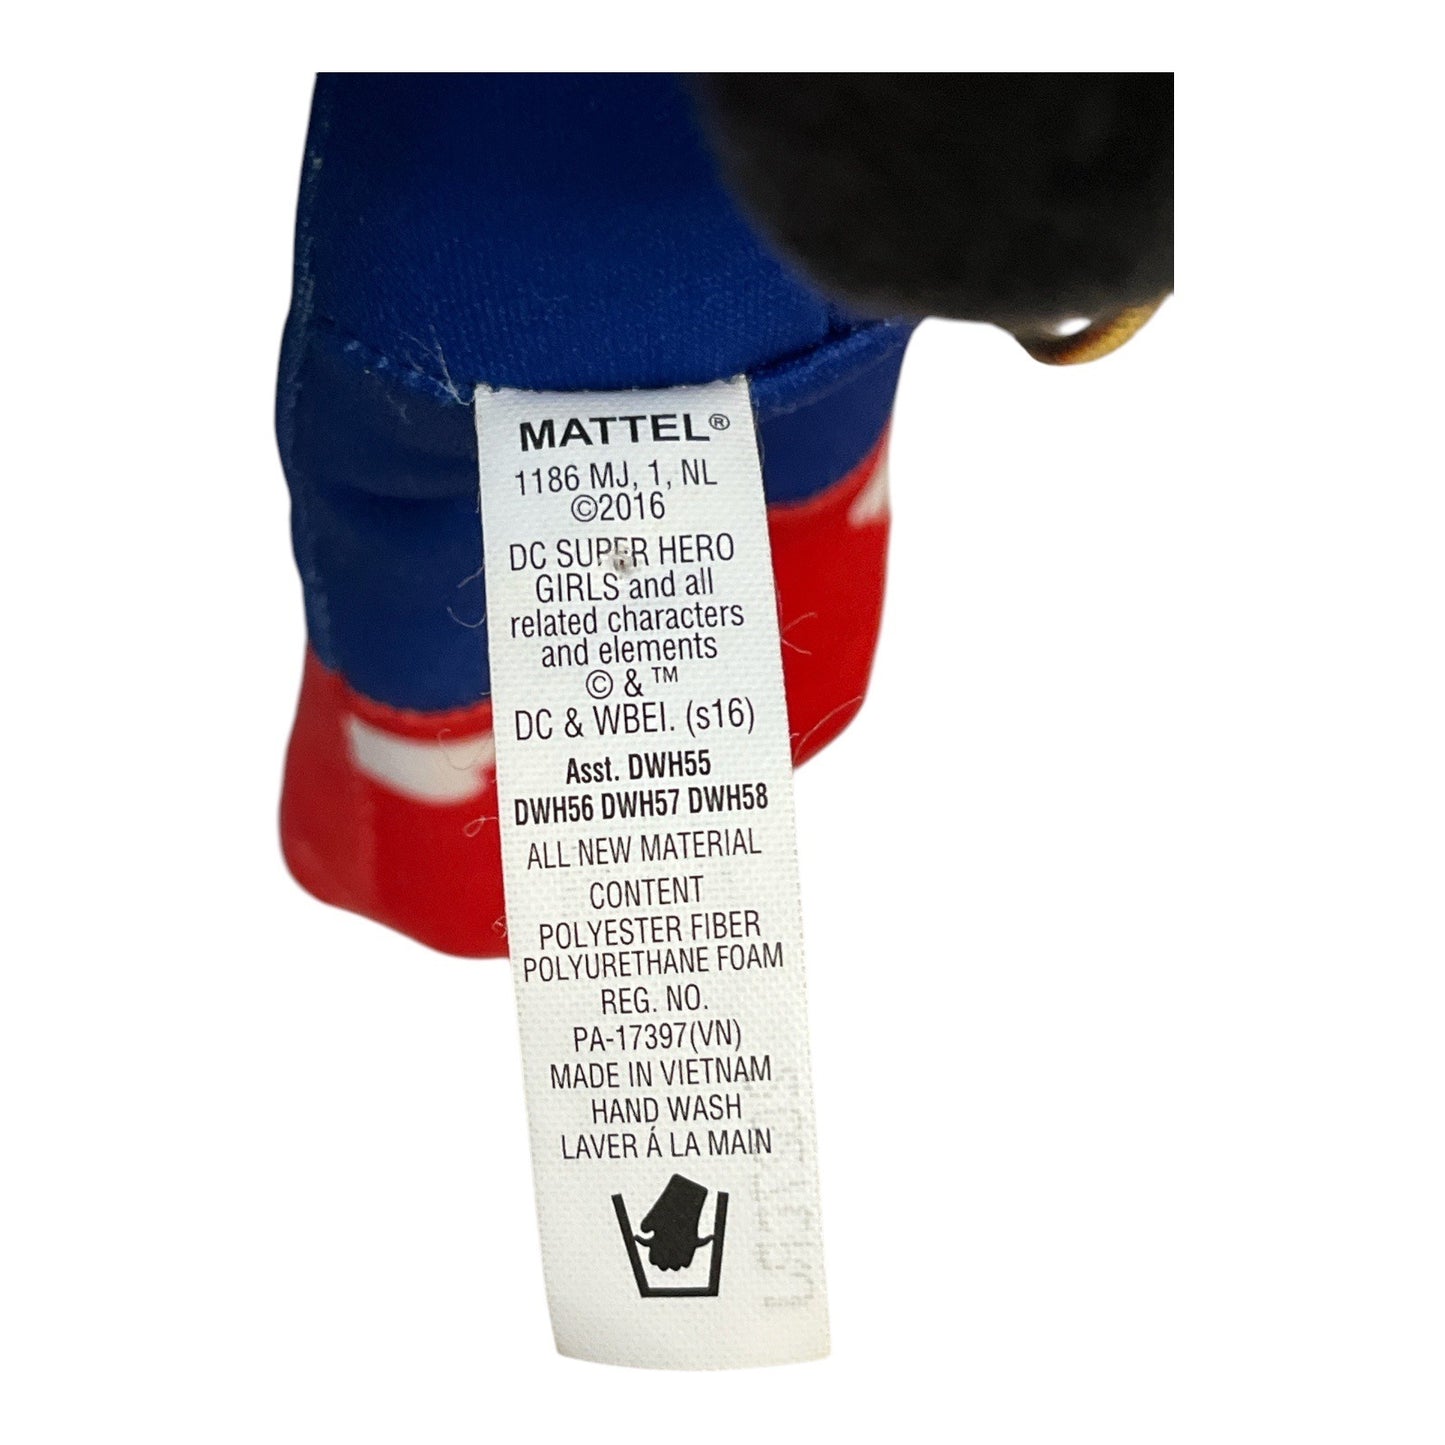 MATTEL®
1186 MJ, 1, NL
©2016
DC SUPER HERO
GIRLS and all
related characters
and elements
© & ™
DC & WBEI. (s16)
Asst. DWH55
DWH56 DWH57 DWH58
ALL NEW MATERIAL
CONTENT
POLYESTER FIBER
POLYURETHANE FOAM
REG. NO.
PA-17397(VN)
MADE IN VIETNAM
HAND WASH
LAVER Á LA MAIN